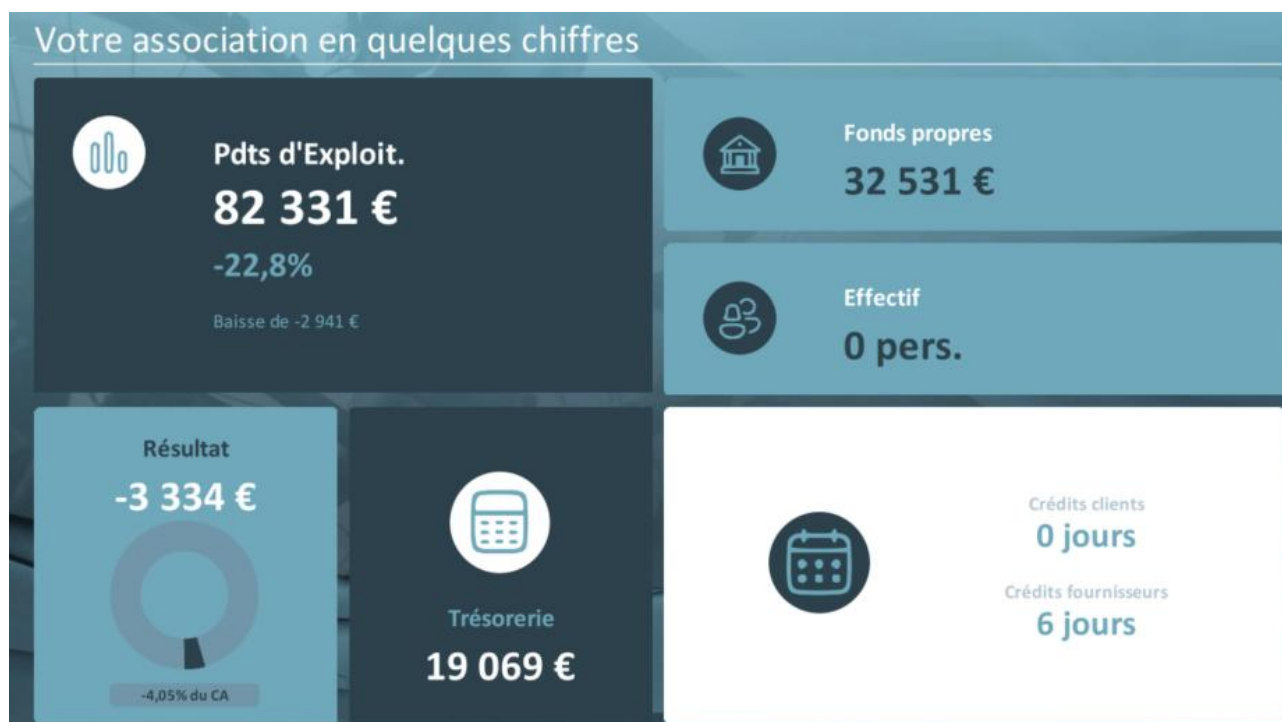 Votre association en quelques chiffres
Pdts d'Exploit.
82 331 €
-22,8%
Baisse de -2 941 €
Fonds propres
32 531 €
Effectif
0 pers.
Résultat
-3 334 €
-4,05% du CA
Trésorerie
19 069 €
Crédits clients
0 jours
Crédits fournisseurs
6 jours